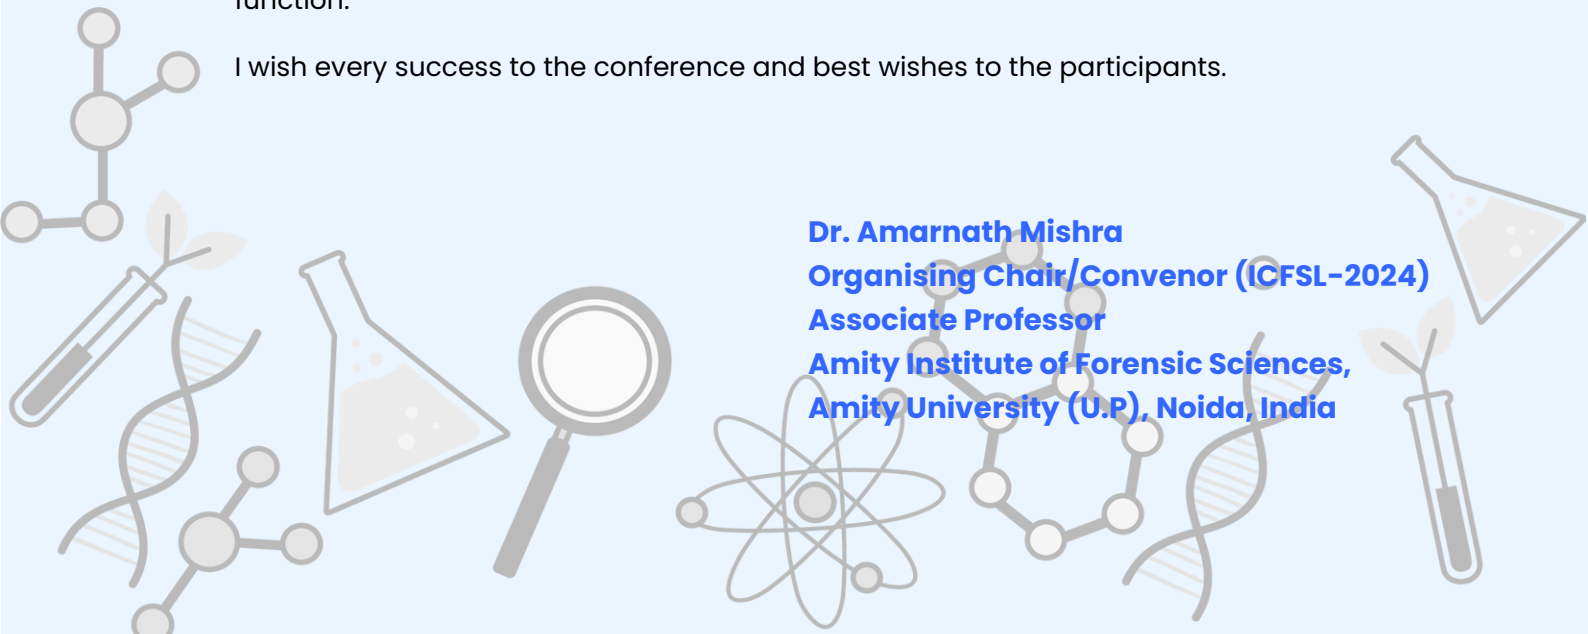 function.
I wish every success to the conference and best wishes to the participants.
Dr. Amarnath Mishra
Organising Chair/Convenor (ICFSL-2024)
Associate Professor
Amity Institute of Forensic Sciences,
Amity University (U.P), Noida, India